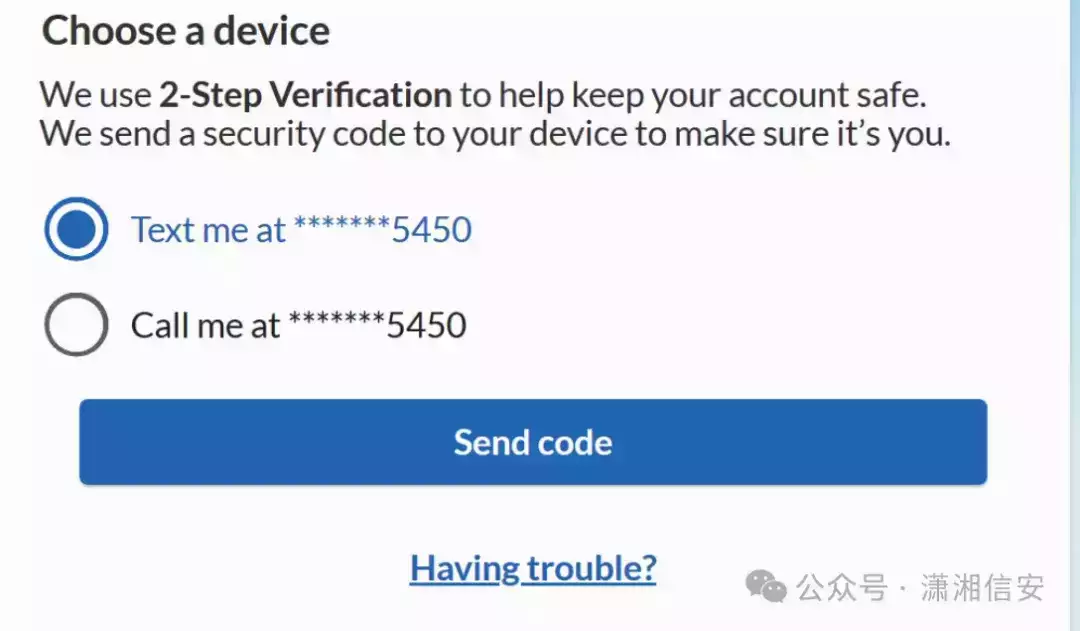 Choose a device
We use 2-Step Verification to help keep your account safe.
We send a security code to your device to make sure it’s you.
Text me at *******5450
Call me at *******5450
Send code
Having trouble?
公众号 · 潇湘信安